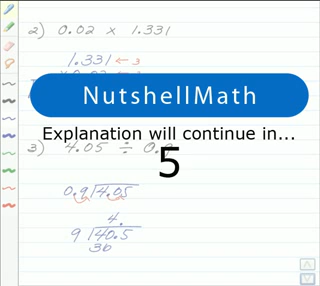 2) 0.02 x 1.331
1.331 ← 3
NutshellMath
Explanation will continue in...
5
3) 4.05 ÷ 0.
0.9 4.05
4.
9 40.5
36